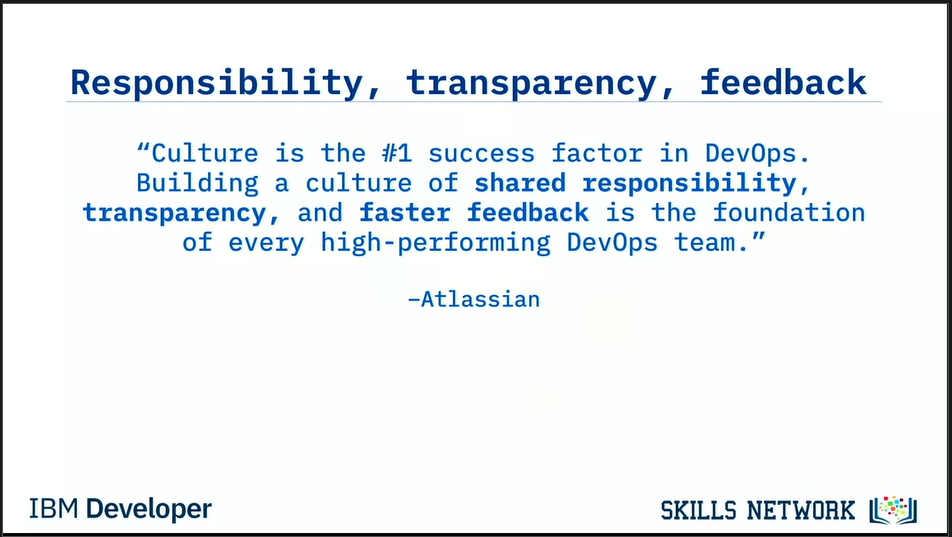 Responsibility, transparency, feedback
“Culture is the #1 success factor in DevOps.
Building a culture of shared responsibility,
transparency, and faster feedback is the foundation
of every high-performing DevOps team.”
–Atlassian
IBM Developer
SKILLS NETWORK